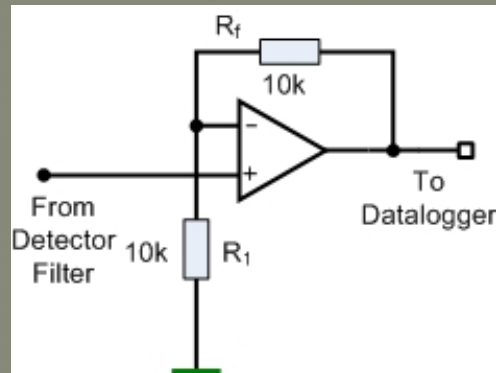 Rf
10k
−
+
From
Detector
Filter
10k
R1
To
Datalogger